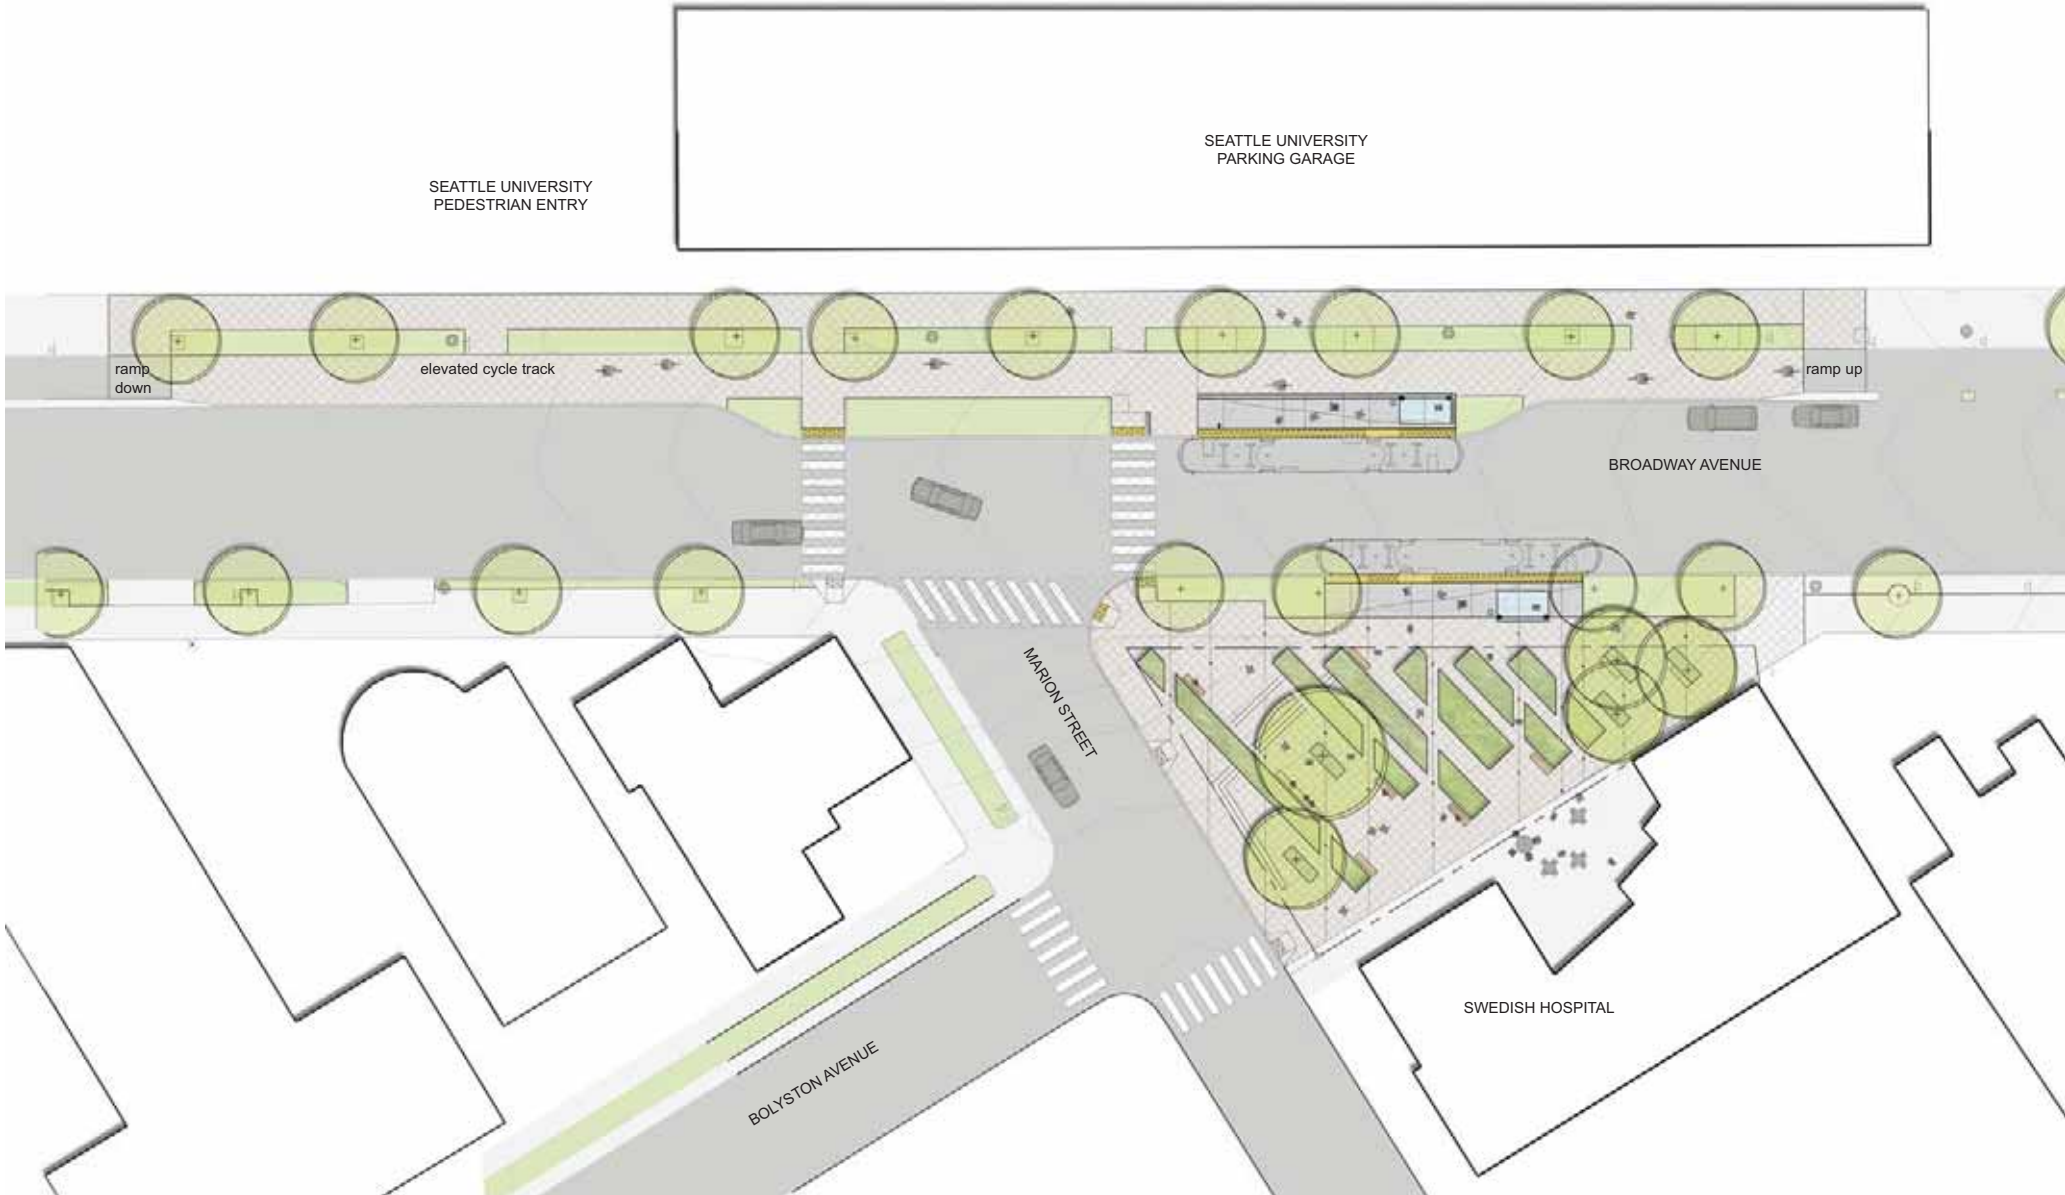 SEATTLE UNIVERSITY
PARKING GARAGE
SEATTLE UNIVERSITY
PEDESTRIAN ENTRY
ramp
down
elevated cycle track
ramp up
BROADWAY AVENUE
MARION STREET
SWEDISH HOSPITAL
BOLYSTON AVENUE